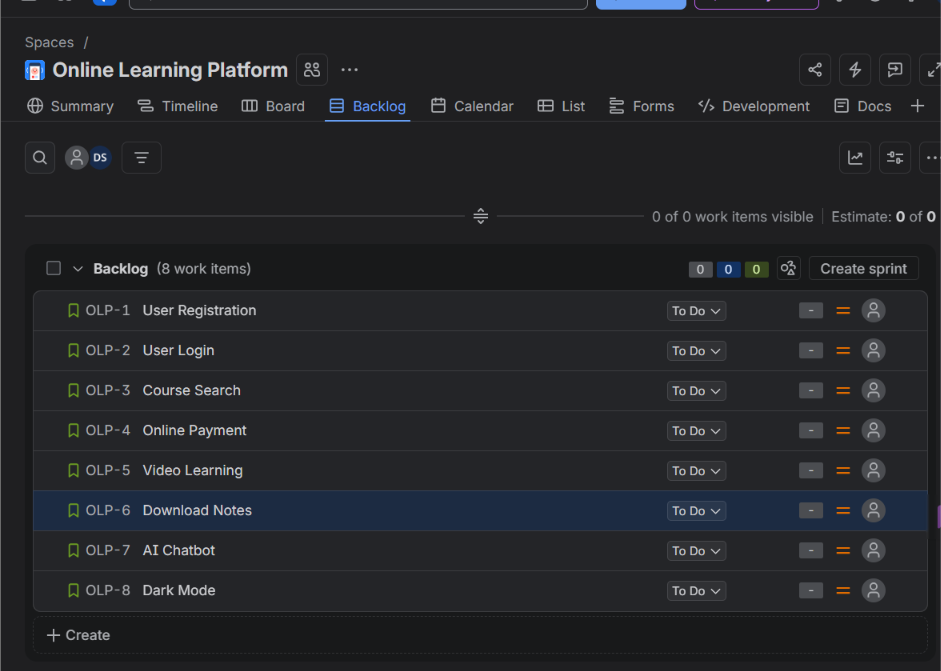 Spaces /
Online Learning Platform
Summary Timeline Board Backlog Calendar List Forms Development Docs
DS
0 of 0 work items visible Estimate: 0 of 0
Backlog (8 work items) 0 0 0 Create sprint
OLP-1 User Registration To Do -
OLP-2 User Login To Do -
OLP-3 Course Search To Do -
OLP-4 Online Payment To Do -
OLP-5 Video Learning To Do -
OLP-6 Download Notes To Do -
OLP-7 AI Chatbot To Do -
OLP-8 Dark Mode To Do -
+ Create